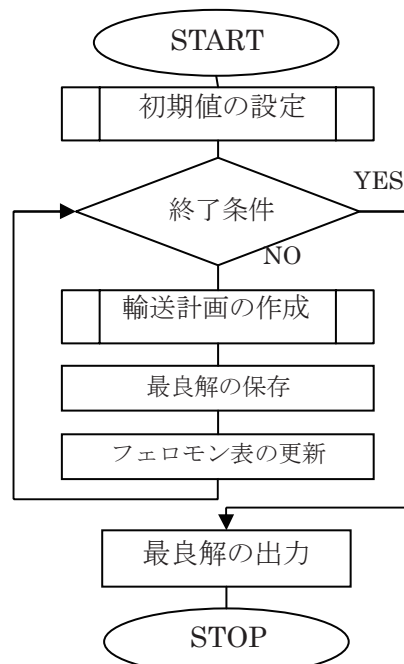 START
初期値の設定
YES
終了条件
NO
輸送計画の作成
最良解の保存
フェロモン表の更新
最良解の出力
STOP